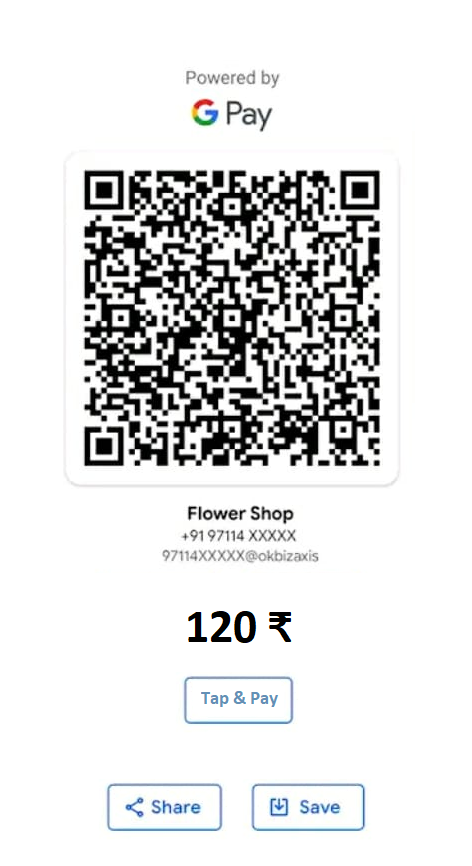 Powered by
G Pay
Flower Shop
+91 97114 XXXXX
97114XXXXX@okbizaxis
120 ₹
Tap & Pay
Share
Save